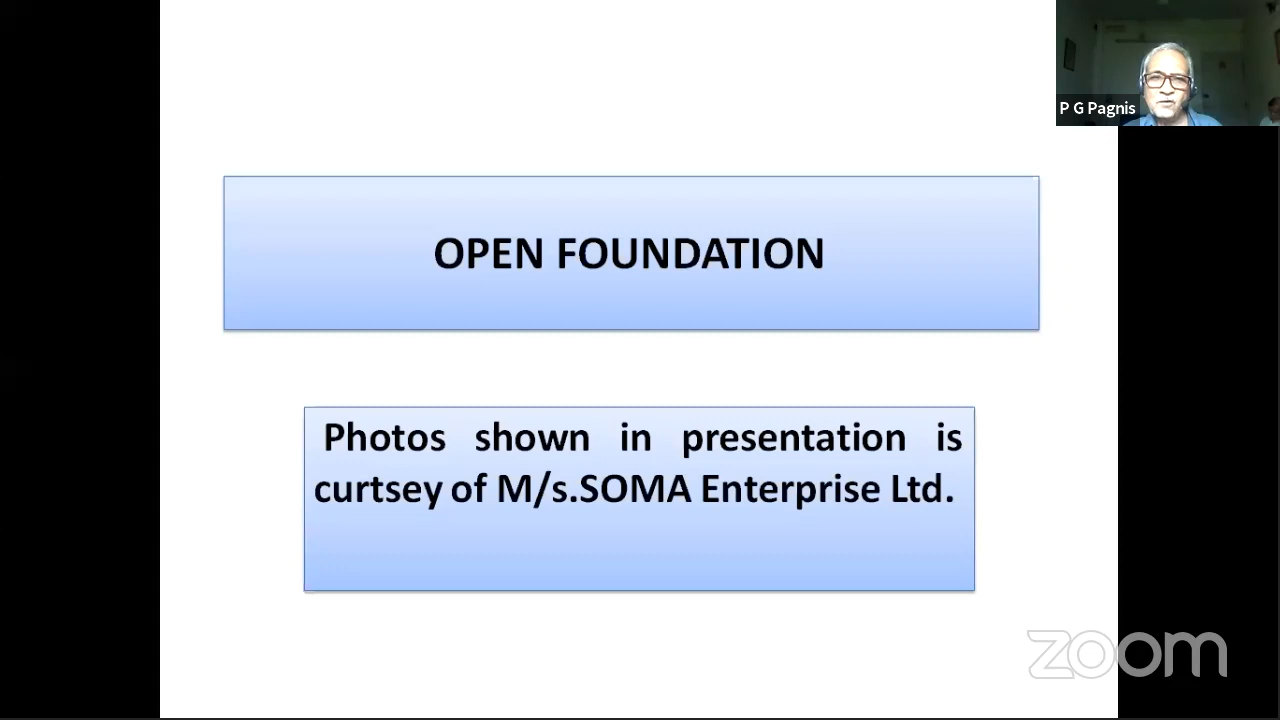 P G Pagnis
OPEN FOUNDATION
Photos shown in presentation is
curtsey of M/s.SOMA Enterprise Ltd.
zoom